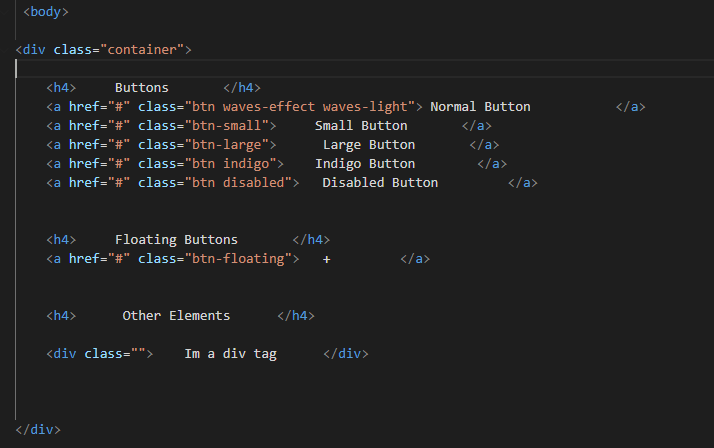 <body>
<div class="container">
<h4> Buttons </h4>
<a href="#" class="btn waves-effect waves-light"> Normal Button </a>
<a href="#" class="btn-small"> Small Button </a>
<a href="#" class="btn-large"> Large Button </a>
<a href="#" class="btn indigo"> Indigo Button </a>
<a href="#" class="btn disabled"> Disabled Button </a>
<h4> Floating Buttons </h4>
<a href="#" class="btn-floating"> + </a>
<h4> Other Elements </h4>
<div class=""> Im a div tag </div>
</div>